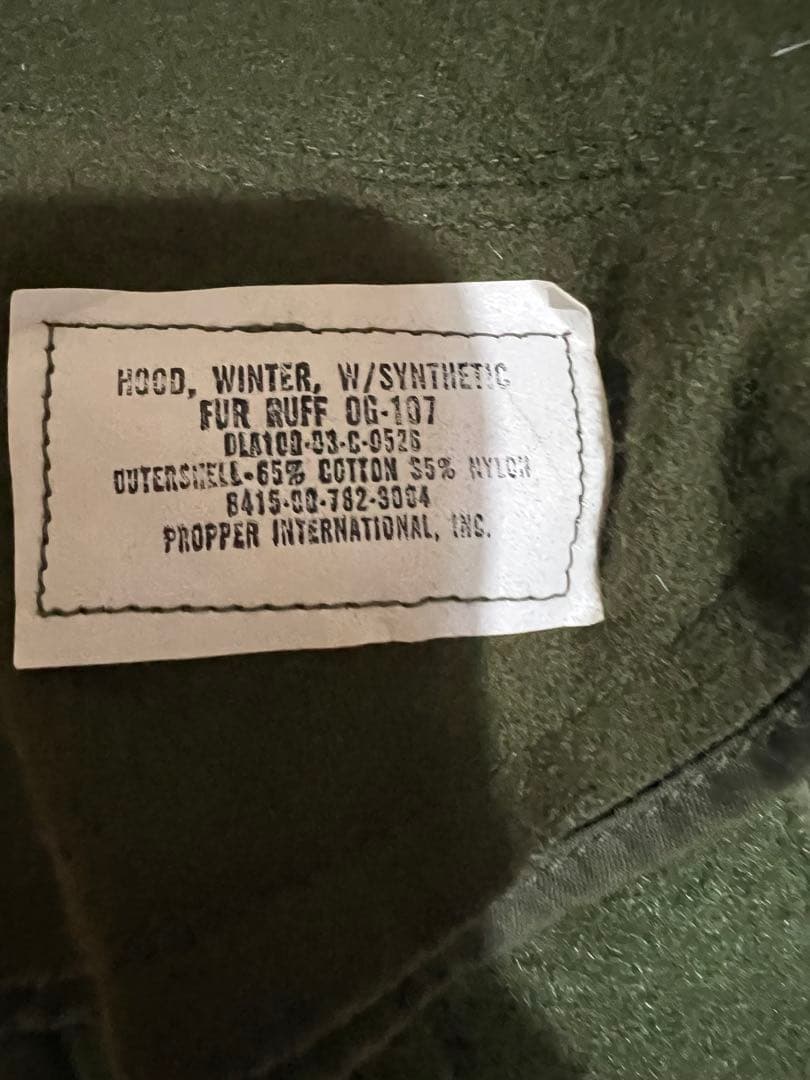 HOOD, WINTER, W/SYNTHETIC
FUR RUFF OG-107
DLA100-83-C-0526
OUTERSHELL-65% COTTON 35% NYLON
8415-00-782-3004
PROPPER INTERNATIONAL, INC.